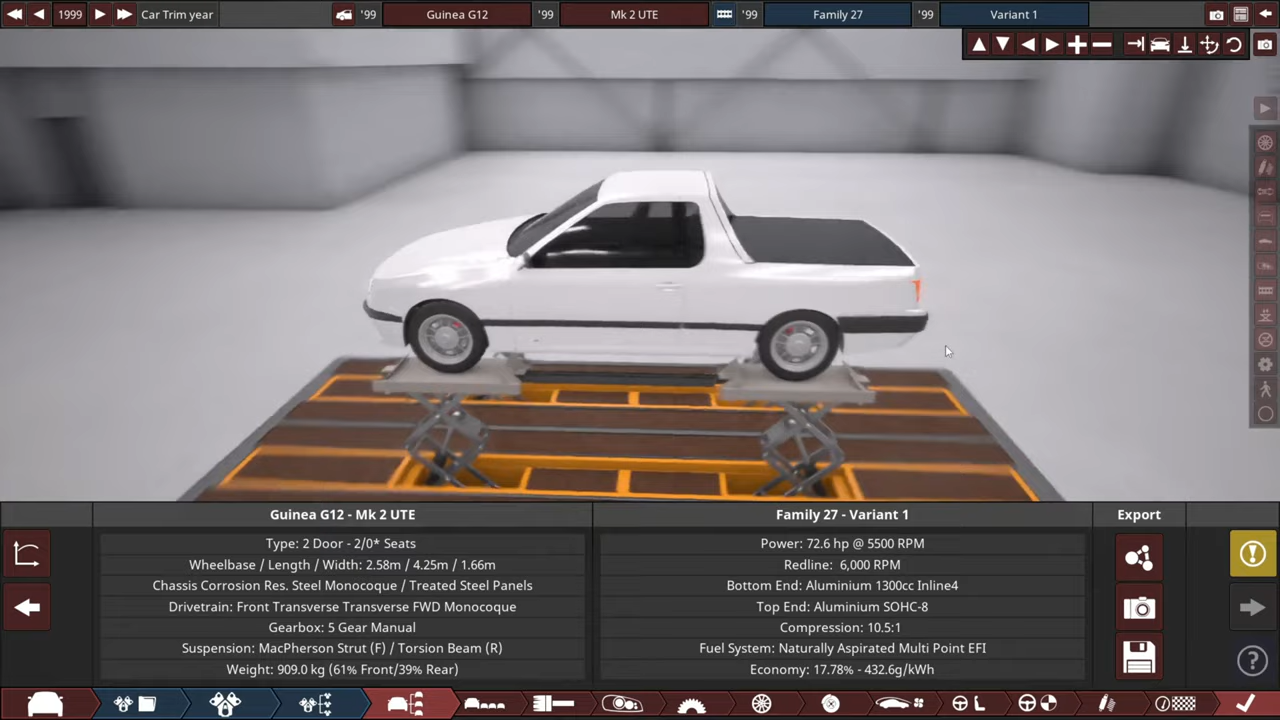 1999
Car Trim year
'99
Guinea G12
'99
Mk 2 UTE
'99
Family 27
'99
Variant 1
Guinea G12 - Mk 2 UTE
Type: 2 Door - 2/0* Seats
Wheelbase / Length / Width: 2.58m / 4.25m / 1.66m
Chassis Corrosion Res. Steel Monocoque / Treated Steel Panels
Drivetrain: Front Transverse Transverse FWD Monocoque
Gearbox: 5 Gear Manual
Suspension: MacPherson Strut (F) / Torsion Beam (R)
Weight: 909.0 kg (61% Front/39% Rear)
Family 27 - Variant 1
Power: 72.6 hp @ 5500 RPM
Redline: 6,000 RPM
Bottom End: Aluminium 1300cc Inline4
Top End: Aluminium SOHC-8
Compression: 10.5:1
Fuel System: Naturally Aspirated Multi Point EFI
Economy: 17.78% - 432.6g/kWh
Export